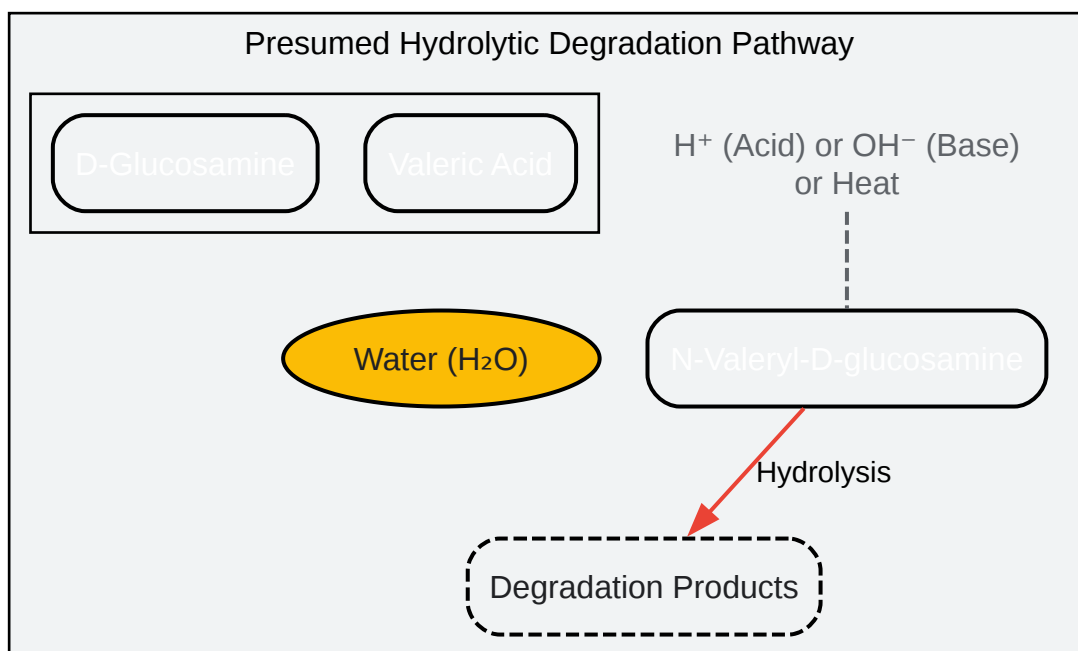 Presumed Hydrolytic Degradation Pathway
D-Glucosamine
Valeric Acid
H⁺ (Acid) or OH⁻ (Base)
or Heat
Water (H₂O)
N-Valeryl-D-glucosamine
Hydrolysis
Degradation Products